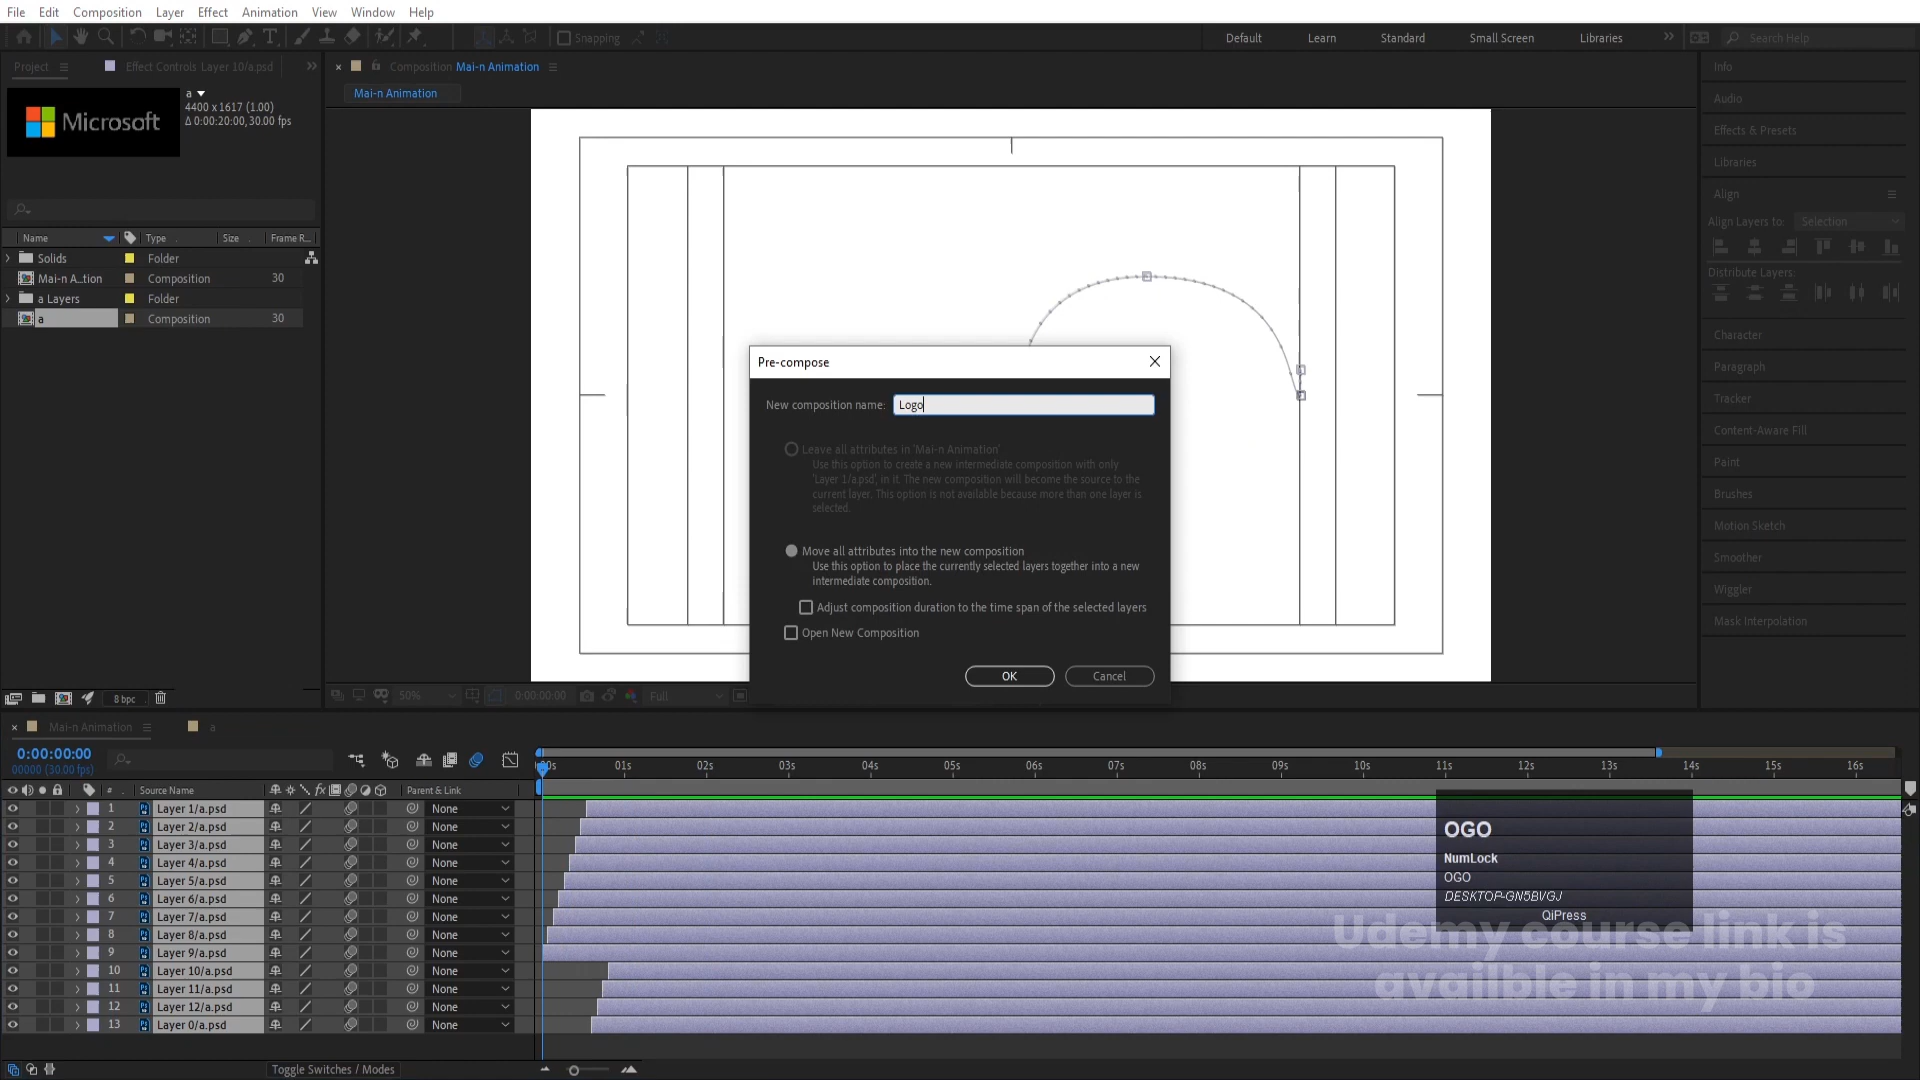 File Edit Composition Layer Effect Animation View Window Help
Snapping
Default Learn Standard Small Screen Libraries
Search Help
Project
Effect Controls Layer 10/a.psd
Composition Mai-n Animation
Mai-n Animation
Microsoft
a
4400 x 1617 (1.00)
Δ 0:00:20:00, 30.00 fps
Name Type Size Frame R...
Solids Folder
Mai-n A...tion Composition 30
a Layers Folder
a Composition 30
8 bpc
Info
Audio
Effects & Presets
Libraries
Align
Align Layers to: Selection
Distribute Layers:
Character
Paragraph
Tracker
Content-Aware Fill
Paint
Brushes
Motion Sketch
Smoother
Wiggler
Mask Interpolation
Pre-compose
New composition name: Logo
Leave all attributes in 'Mai-n Animation'
Use this option to create a new intermediate composition with only
'Layer 1/a.psd', in it. The new composition will become the source to the
current layer. This option is not available because more than one layer is
selected.
Move all attributes into the new composition
Use this option to place the currently selected layers together into a new
intermediate composition.
Adjust composition duration to the time span of the selected layers
Open New Composition
OK Cancel
50% 0:00:00:00 Full
Mai-n Animation a
0:00:00:00
00000 (30.00 fps)
00s 01s 02s 03s 04s 05s 06s 07s 08s 09s 10s 11s 12s 13s 14s 15s 16s
# Source Name fx Parent & Link
1 Layer 1/a.psd None
2 Layer 2/a.psd None
3 Layer 3/a.psd None
4 Layer 4/a.psd None
5 Layer 5/a.psd None
6 Layer 6/a.psd None
7 Layer 7/a.psd None
8 Layer 8/a.psd None
9 Layer 9/a.psd None
10 Layer 10/a.psd None
11 Layer 11/a.psd None
12 Layer 12/a.psd None
13 Layer 0/a.psd None
Toggle Switches / Modes
OGO
NumLock
OGO
DESKTOP-GN5BVGJ
QiPress
Udemy course link is
availble in my bio